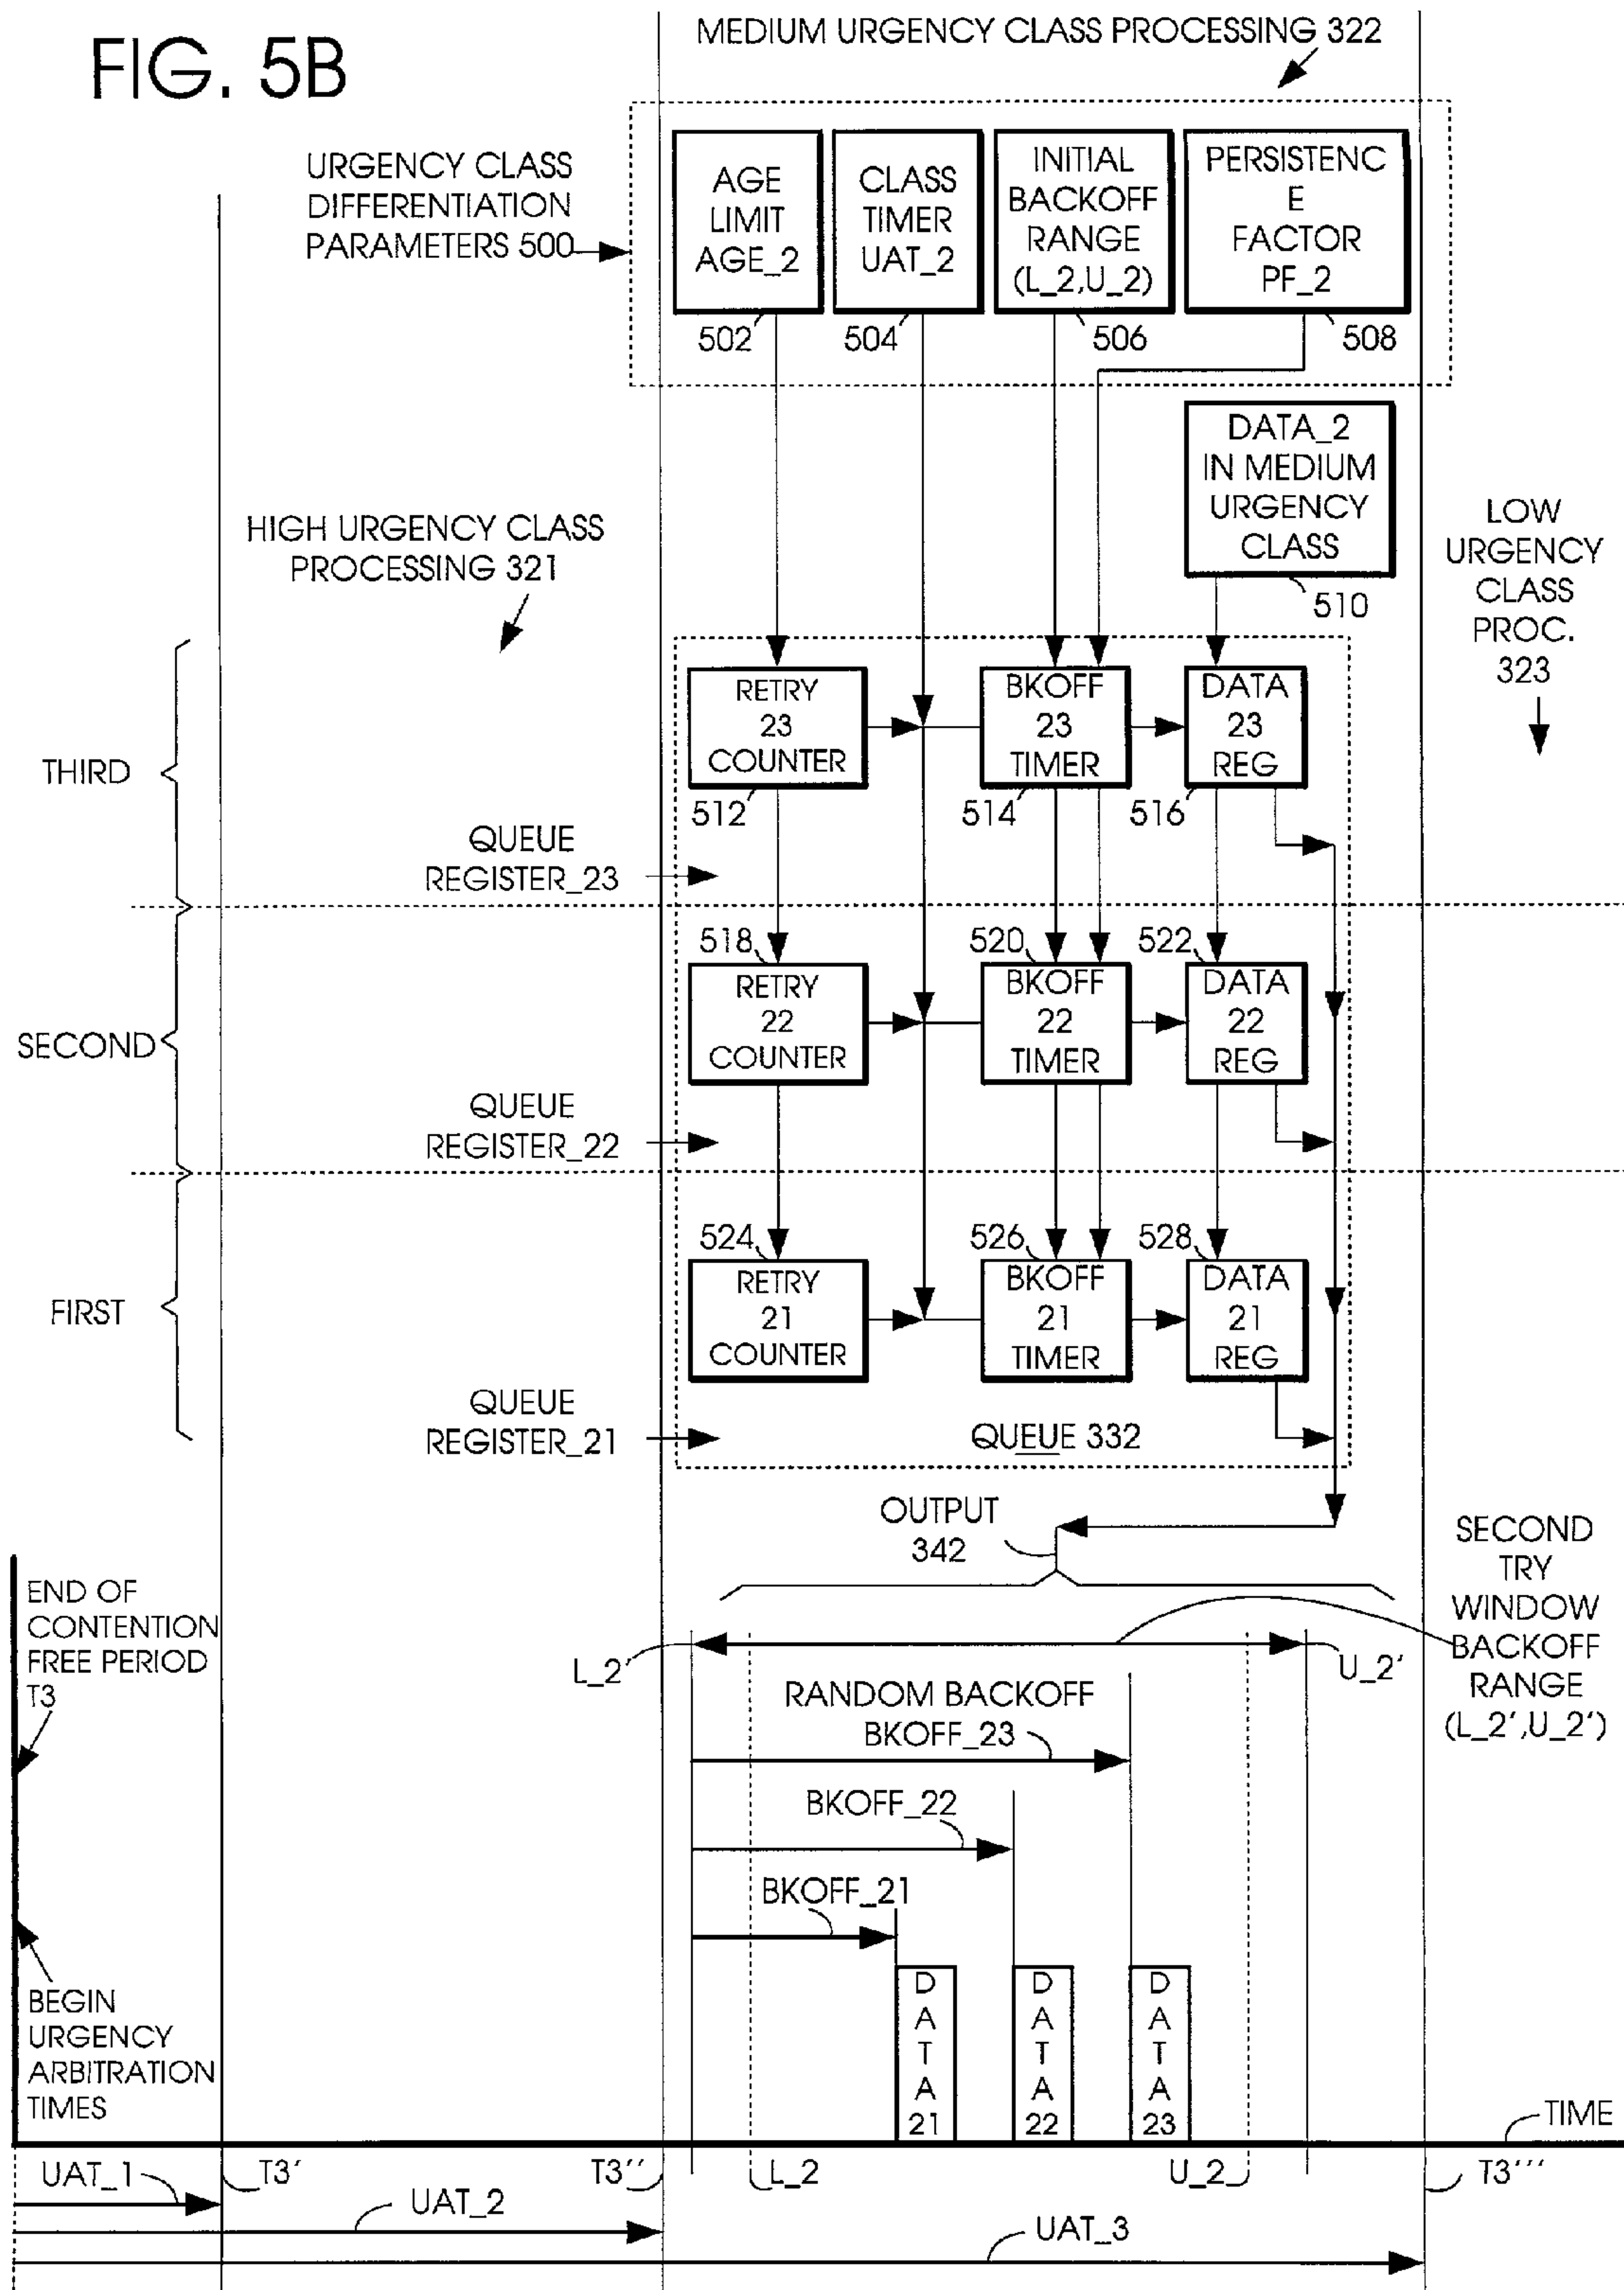 FIG. 5B
MEDIUM URGENCY CLASS PROCESSING 322
URGENCY CLASS
DIFFERENTIATION
PARAMETERS 500
AGE
LIMIT
AGE_2
502
CLASS
TIMER
UAT_2
504
INITIAL
BACKOFF
RANGE
(L_2,U_2)
506
PERSISTENC
E
FACTOR
PF_2
508
DATA_2
IN MEDIUM
URGENCY
CLASS
510
HIGH URGENCY CLASS
PROCESSING 321
LOW
URGENCY
CLASS
PROC.
323
THIRD
RETRY
23
COUNTER
512
BKOFF
23
TIMER
514
DATA
23
REG
516
QUEUE
REGISTER_23
SECOND
518
RETRY
22
COUNTER
520
BKOFF
22
TIMER
522
DATA
22
REG
QUEUE
REGISTER_22
FIRST
524
RETRY
21
COUNTER
526
BKOFF
21
TIMER
528
DATA
21
REG
QUEUE
REGISTER_21
QUEUE 332
OUTPUT
342
SECOND
TRY
WINDOW
BACKOFF
RANGE
(L_2',U_2')
END OF
CONTENTION
FREE PERIOD
T3
L_2'
U_2'
RANDOM BACKOFF
BKOFF_23
BKOFF_22
BKOFF_21
BEGIN
URGENCY
ARBITRATION
TIMES
D
A
T
A
21
D
A
T
A
22
D
A
T
A
23
TIME
UAT_1
T3'
T3''
L_2
U_2
T3'''
UAT_2
UAT_3